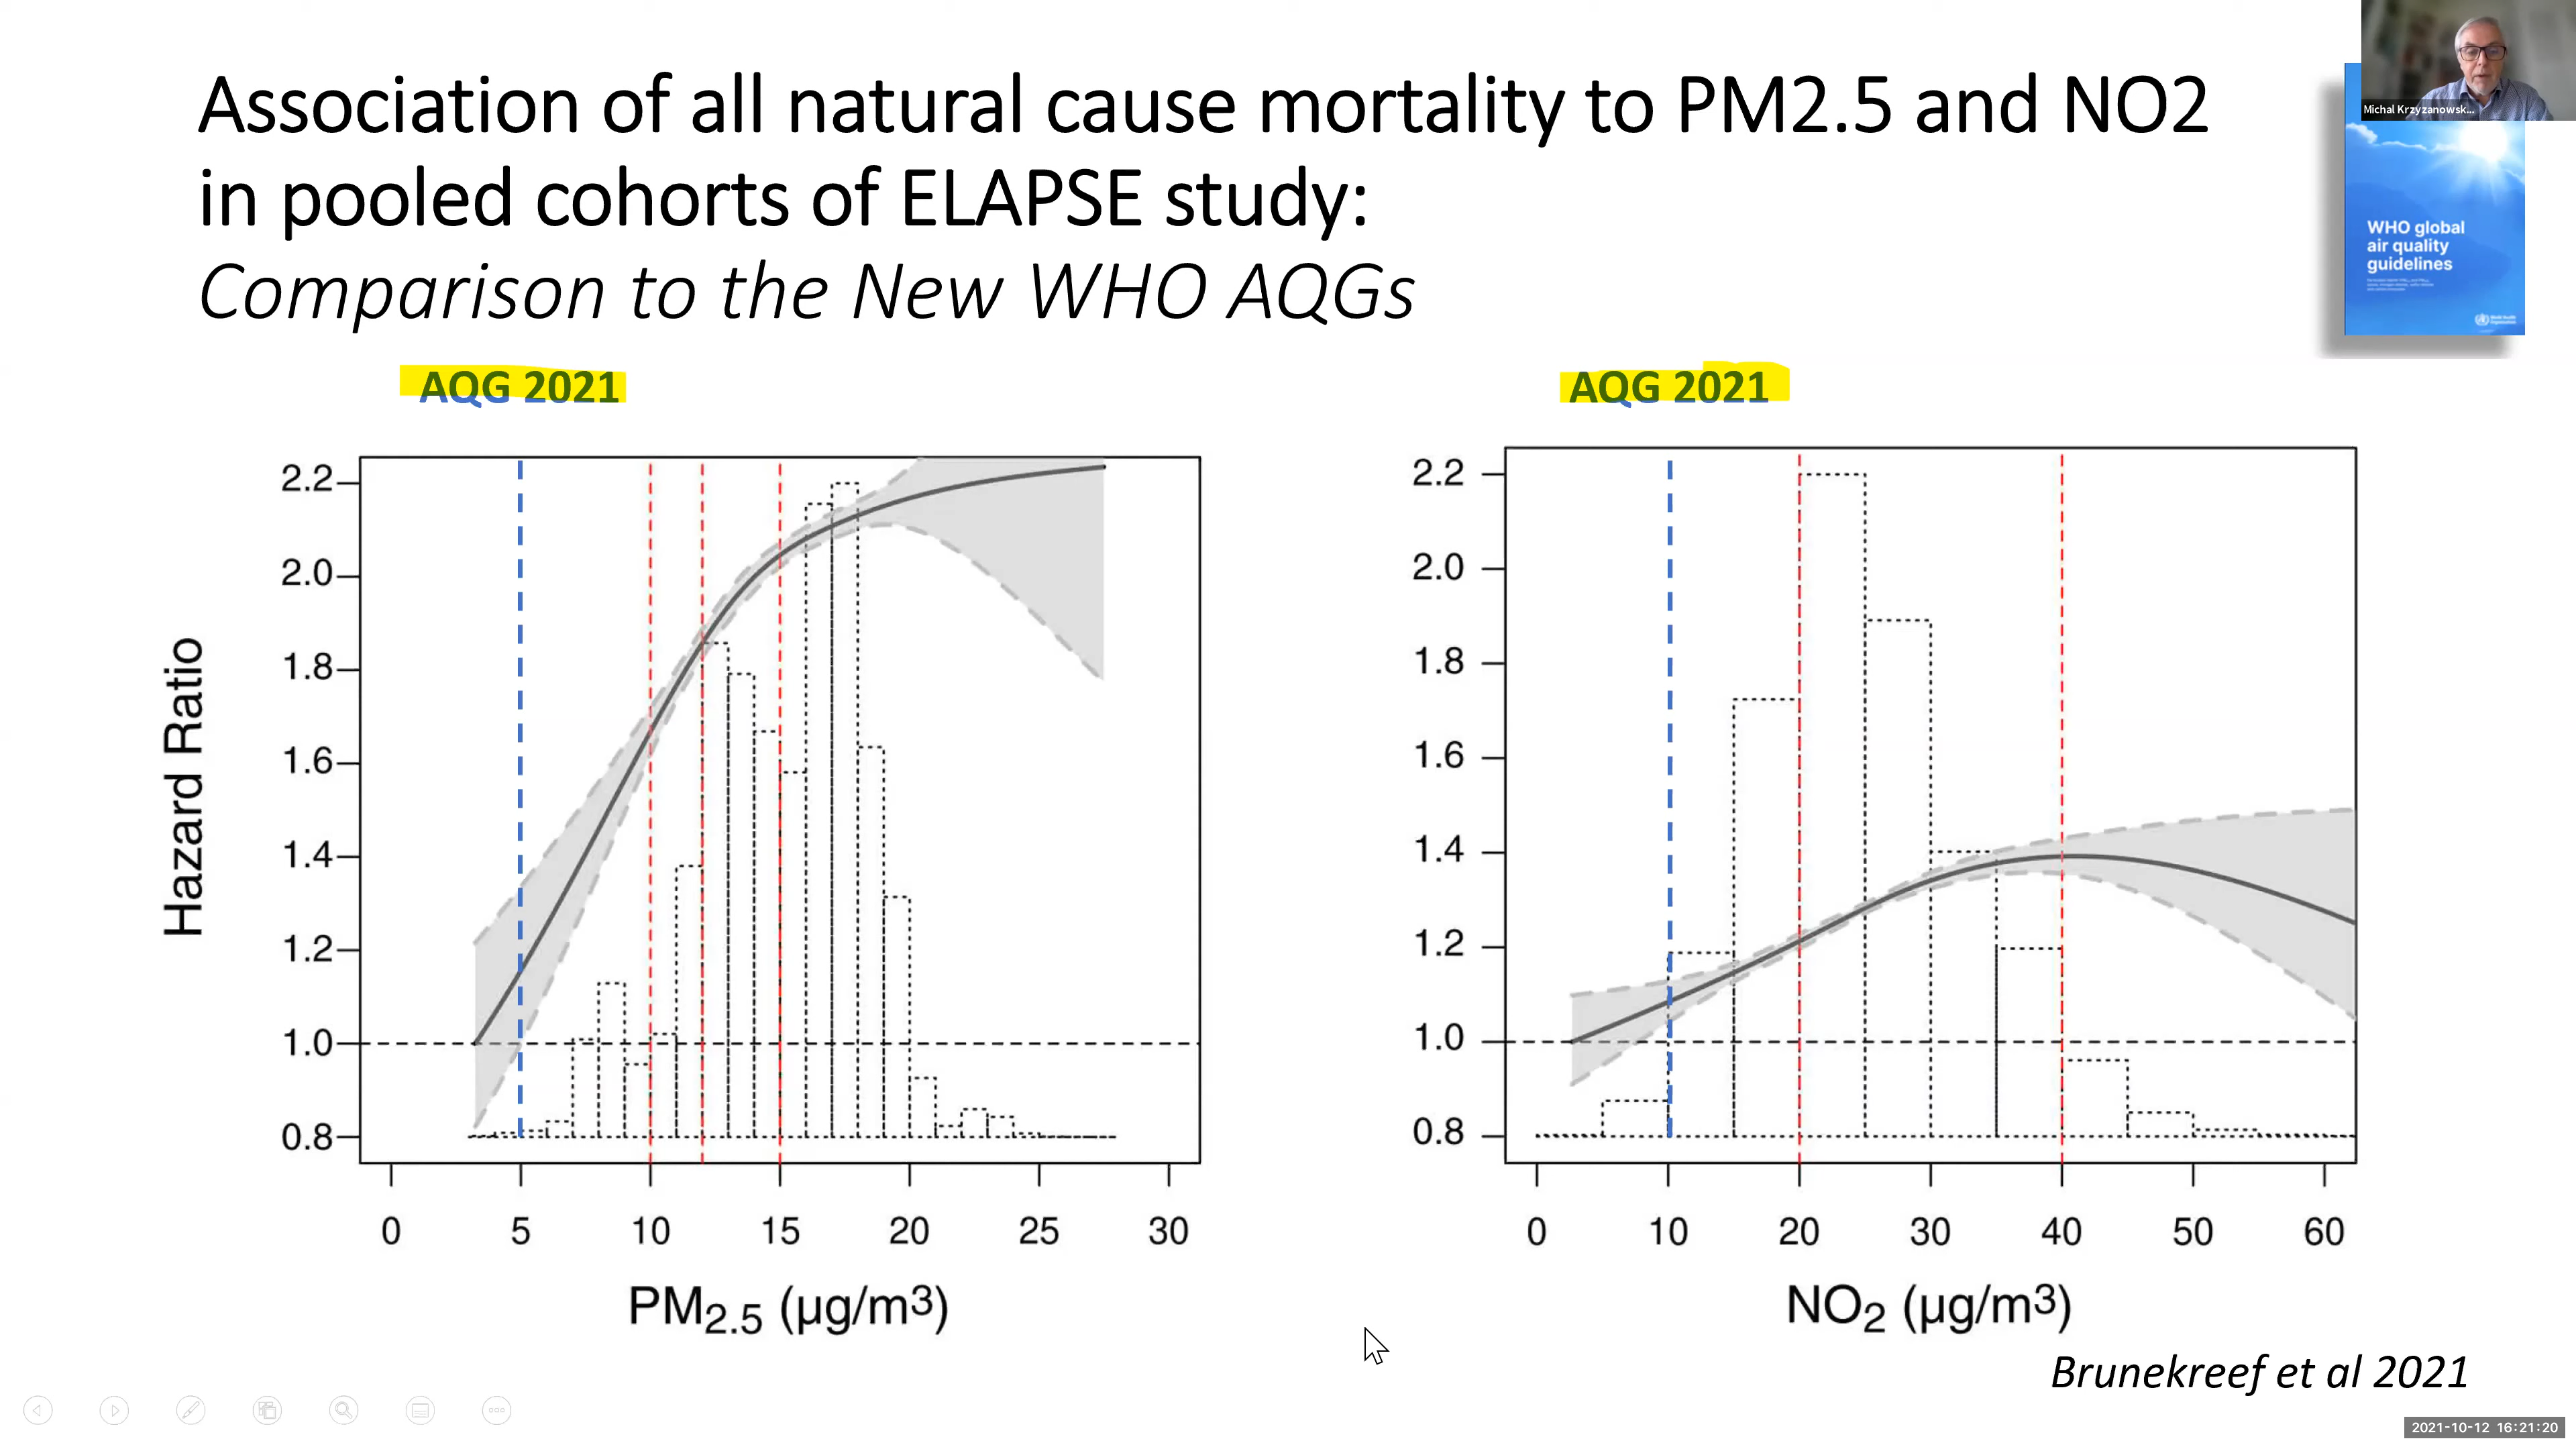 Association of all natural cause mortality to PM2.5 and NO2
in pooled cohorts of ELAPSE study:
Comparison to the New WHO AQGs
Michal Krzyzanowsk...
WHO global
air quality
guidelines
AQG 2021
2.2
2.0
1.8
1.6
1.4
1.2
1.0
0.8
Hazard Ratio
0 5 10 15 20 25 30
PM2.5 (µg/m3)
AQG 2021
2.2
2.0
1.8
1.6
1.4
1.2
1.0
0.8
0 10 20 30 40 50 60
NO2 (µg/m3)
Brunekreef et al 2021
2021-10-12 16:21:20